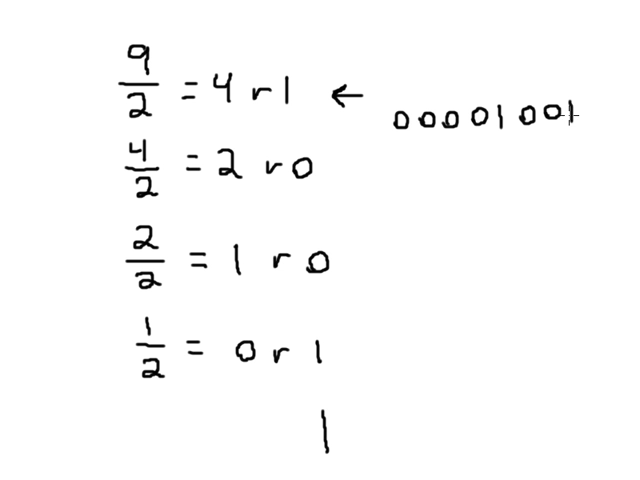 9/2 = 4 r 1 ← 00001001
4/2 = 2 r 0
2/2 = 1 r 0
1/2 = 0 r 1
1